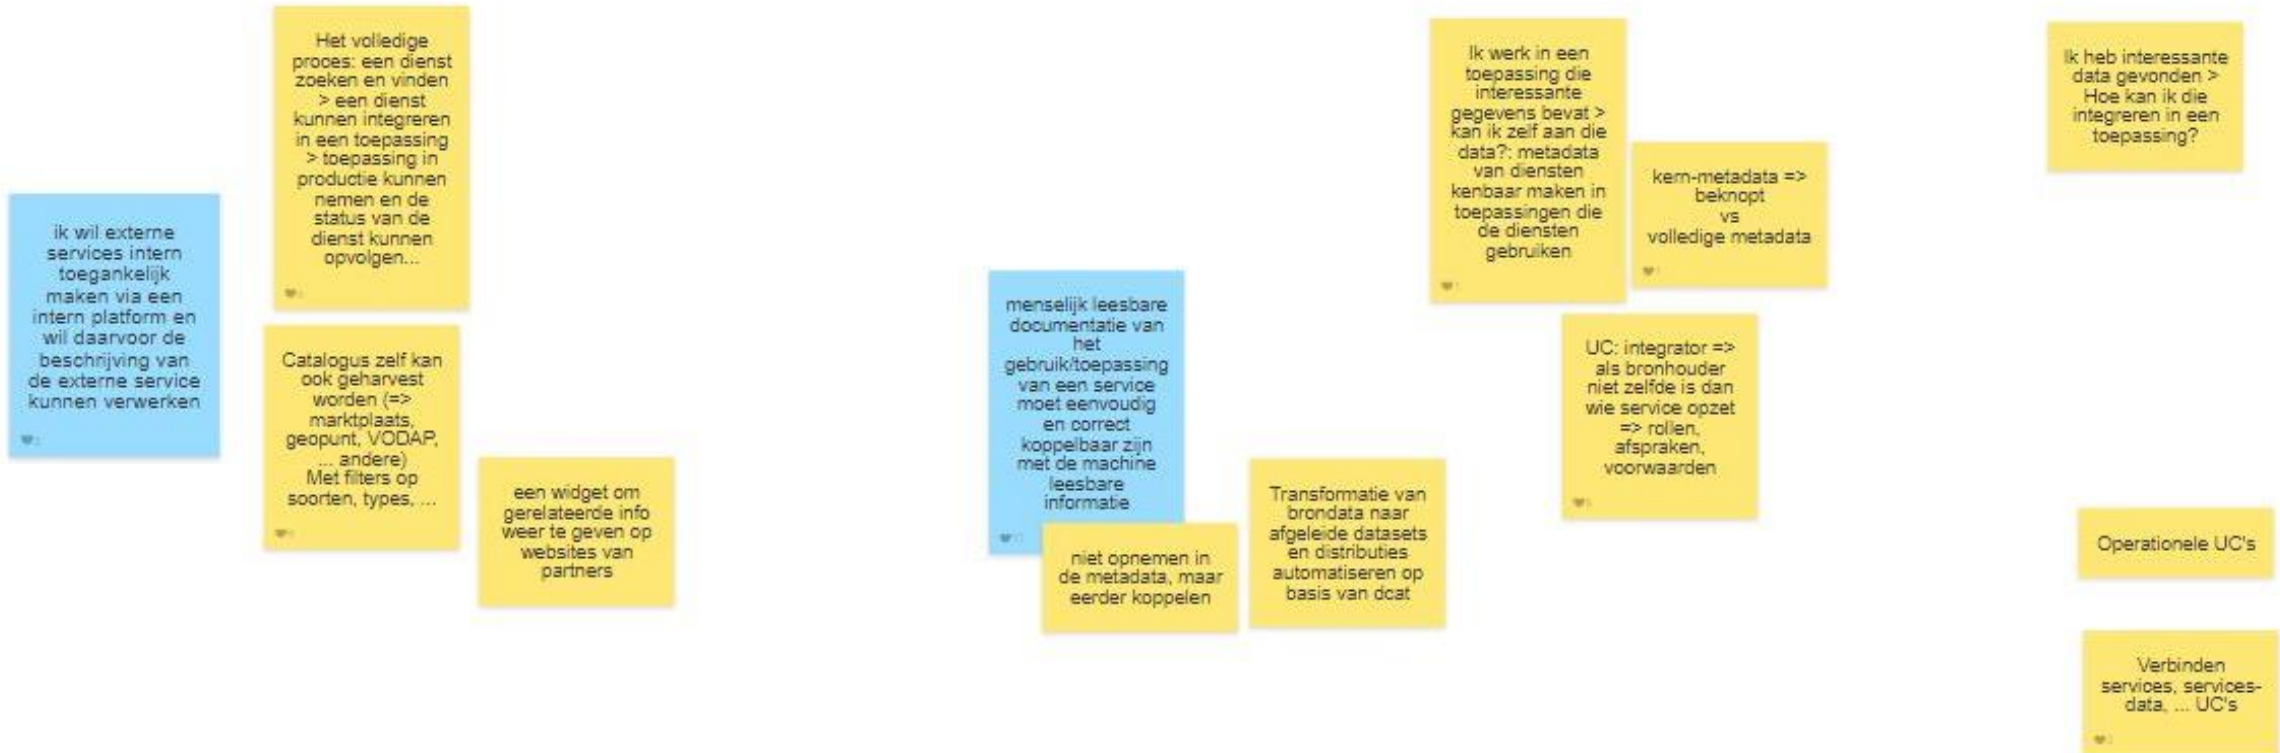 ik wil externe
services intern
toegankelijk
maken via een
intern platform en
wil daarvoor de
beschrijving van
de externe service
kunnen verwerken
Het volledige
proces: een dienst
zoeken en vinden
> een dienst
kunnen integreren
in een toepassing
> toepassing in
productie kunnen
nemen en de
status van de
dienst kunnen
opvolgen...
Catalogus zelf kan
ook geharvest
worden (=>
marktplaats,
geopunt, VODAP,
... andere)
Met filters op
soorten, types, ...
een widget om
gerelateerde info
weer te geven op
websites van
partners
menselijk leesbare
documentatie van
het
gebruik/toepassing
van een service
moet eenvoudig
en correct
koppelbaar zijn
met de machine
leesbare
informatie
niet opnemen in
de metadata, maar
eerder koppelen
Transformatie van
brondata naar
afgeleide datasets
en distributies
automatiseren op
basis van dcat
Ik werk in een
toepassing die
interessante
gegevens bevat >
kan ik zelf aan die
data?: metadata
van diensten
kenbaar maken in
toepassingen die
de diensten
gebruiken
kern-metadata =>
beknopt
vs
volledige metadata
UC: integrator =>
als bronhouder
niet zelfde is dan
wie service opzet
=> rollen,
afspraken,
voorwaarden
Ik heb interessante
data gevonden >
Hoe kan ik die
integreren in een
toepassing?
Operationele UC's
Verbinden
services, services-
data, ... UC's